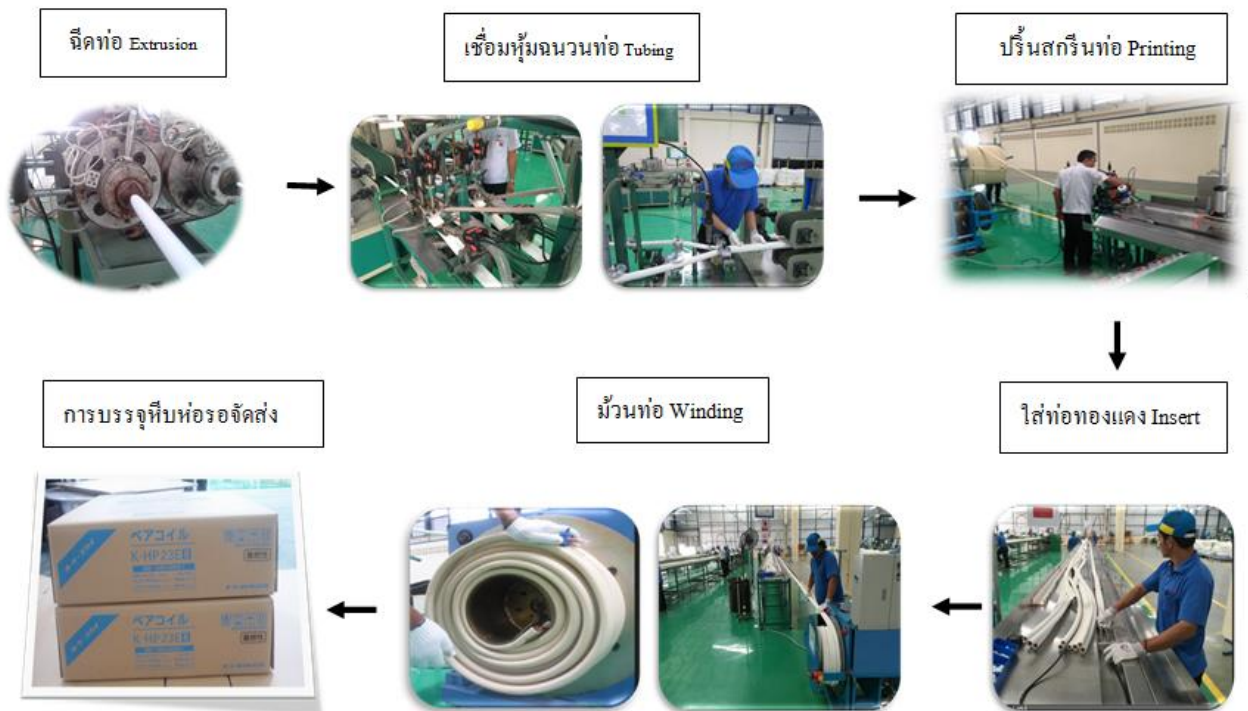 ฉีดท่อ Extrusion
เชื่อมหุ้มฉนวนท่อ Tubing
ปริ้นสกรีนท่อ Printing
ใส่ท่อทองแดง Insert
ม้วนท่อ Winding
การบรรจุหีบห่อรอจัดส่ง
ペアコイル
K-HP23E
ペアコイル
K-HP23E